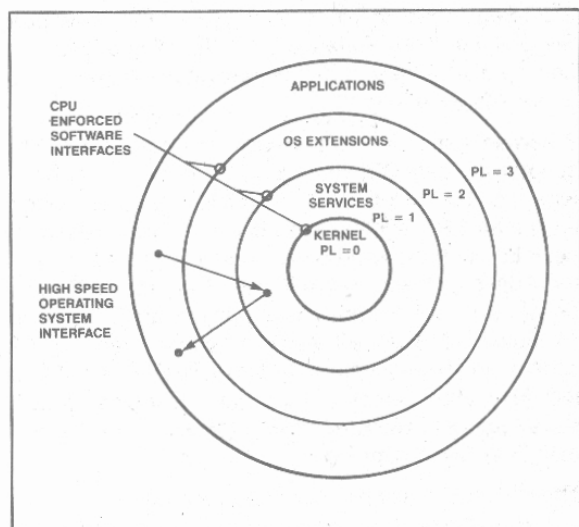 APPLICATIONS
CPU
ENFORCED
SOFTWARE
INTERFACES
OS EXTENSIONS
PL = 3
SYSTEM
SERVICES
PL = 2
PL = 1
KERNEL
PL = 0
HIGH SPEED
OPERATING
SYSTEM
INTERFACE